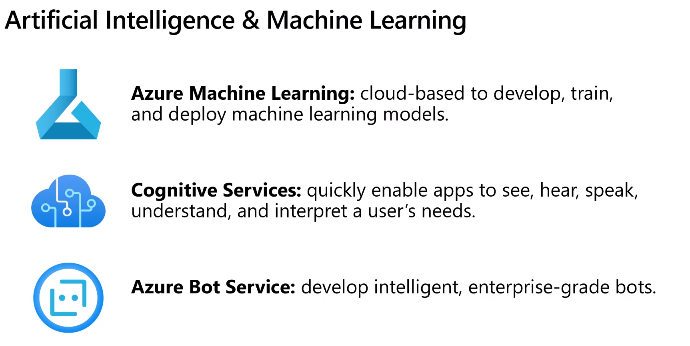 Artificial Intelligence & Machine Learning
Azure Machine Learning: cloud-based to develop, train,
and deploy machine learning models.
Cognitive Services: quickly enable apps to see, hear, speak,
understand, and interpret a user’s needs.
Azure Bot Service: develop intelligent, enterprise-grade bots.